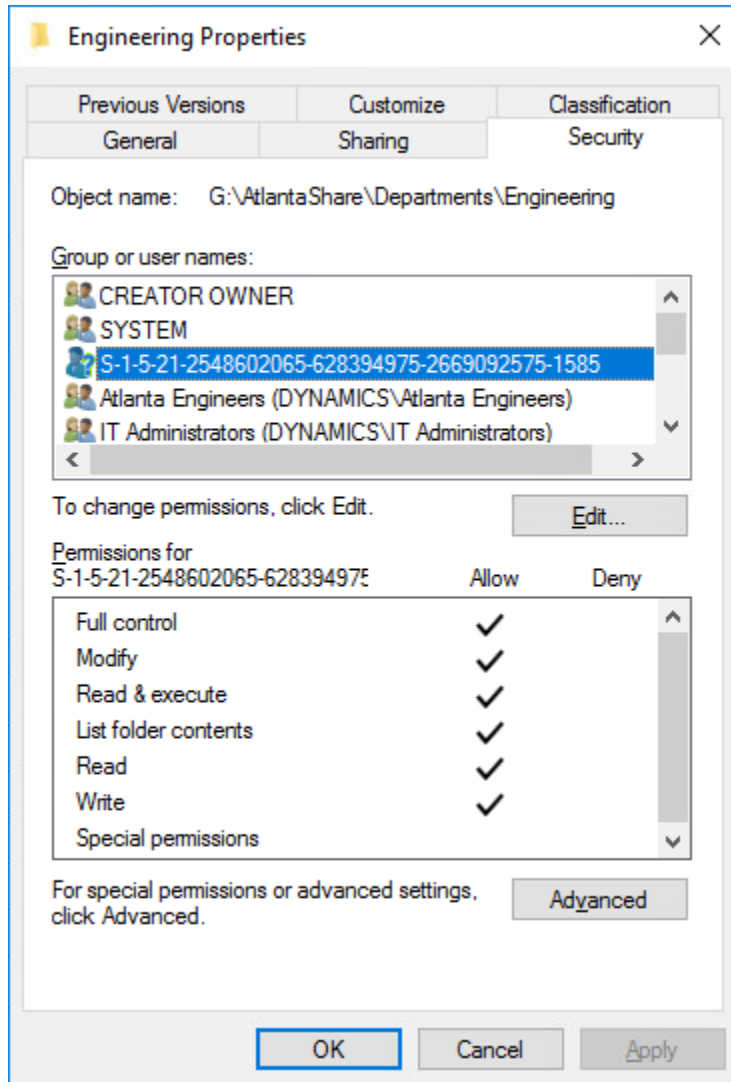 Engineering Properties
Previous Versions Customize Classification
General Sharing Security
Object name: G:\AtlantaShare\Departments\Engineering
Group or user names:
CREATOR OWNER
SYSTEM
S-1-5-21-2548602065-628394975-2669092575-1585
Atlanta Engineers (DYNAMICS\Atlanta Engineers)
IT Administrators (DYNAMICS\IT Administrators)
To change permissions, click Edit.
Edit...
Permissions for
S-1-5-21-2548602065-628394975 Allow Deny
Full control
Modify
Read & execute
List folder contents
Read
Write
Special permissions
For special permissions or advanced settings,
click Advanced.
Advanced
OK Cancel Apply